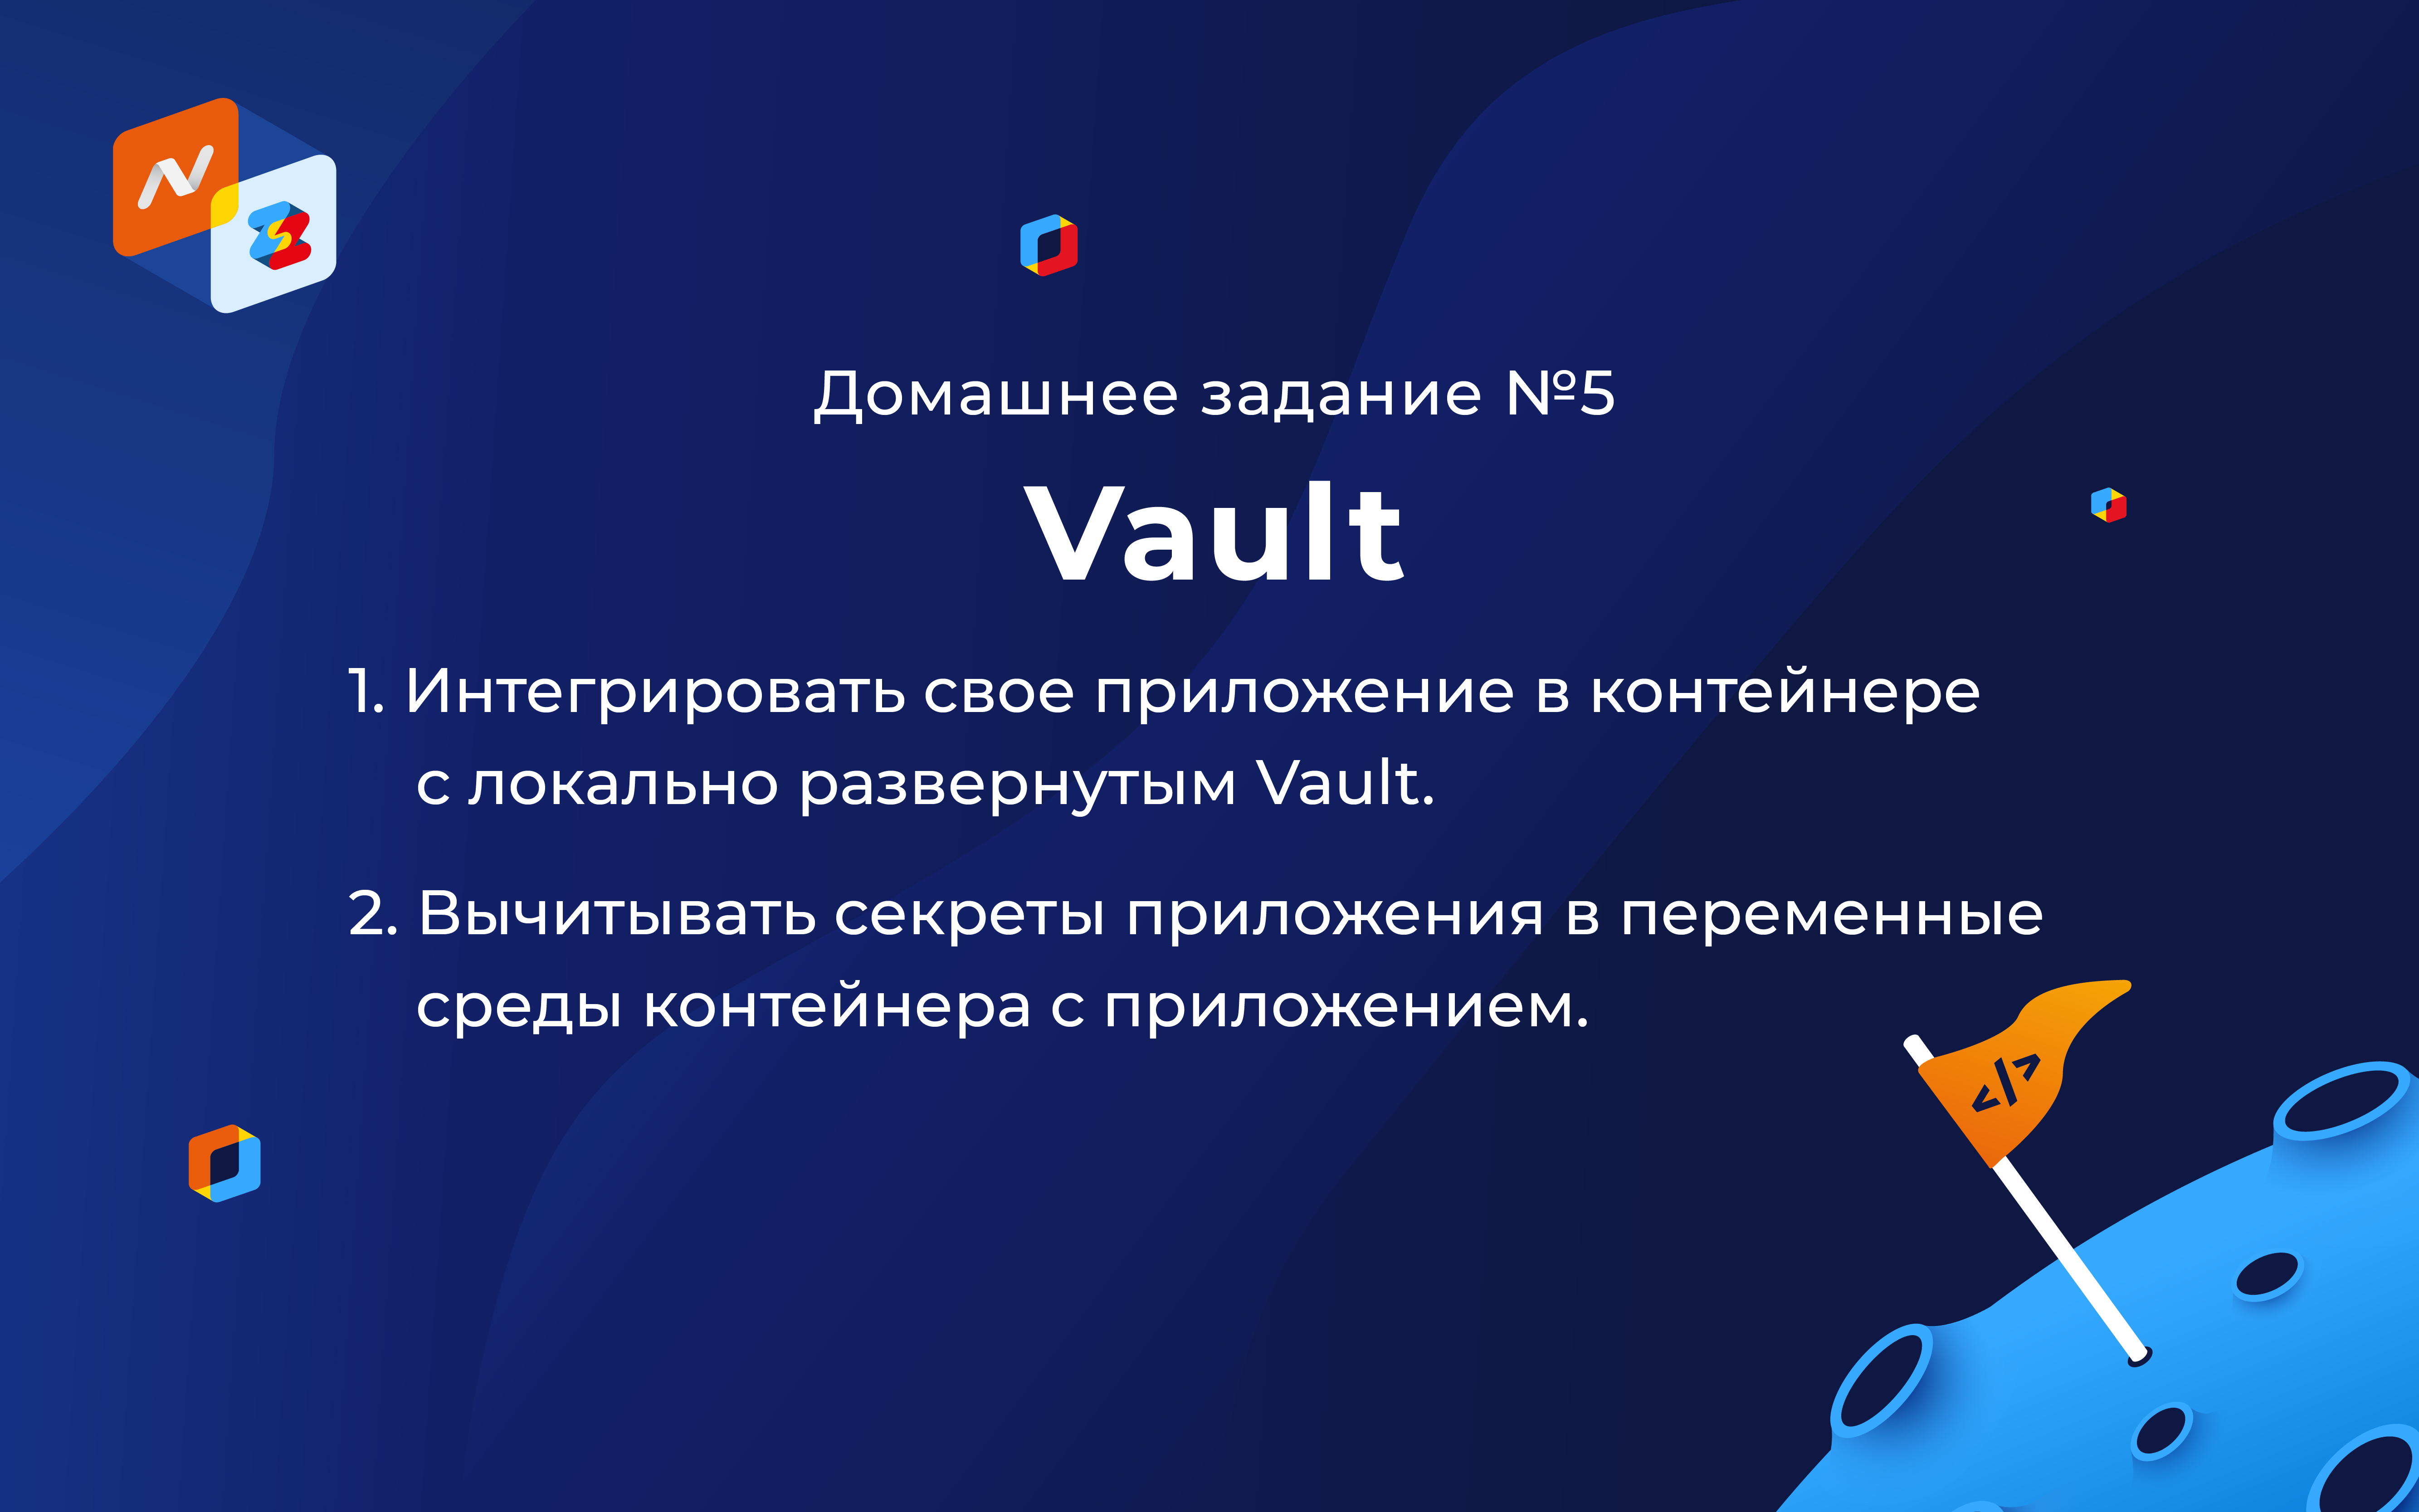 Домашнее задание №5
Vault
1. Интегрировать свое приложение в контейнере
с локально развернутым Vault.
2. Вычитывать секреты приложения в переменные
среды контейнера с приложением.
</>